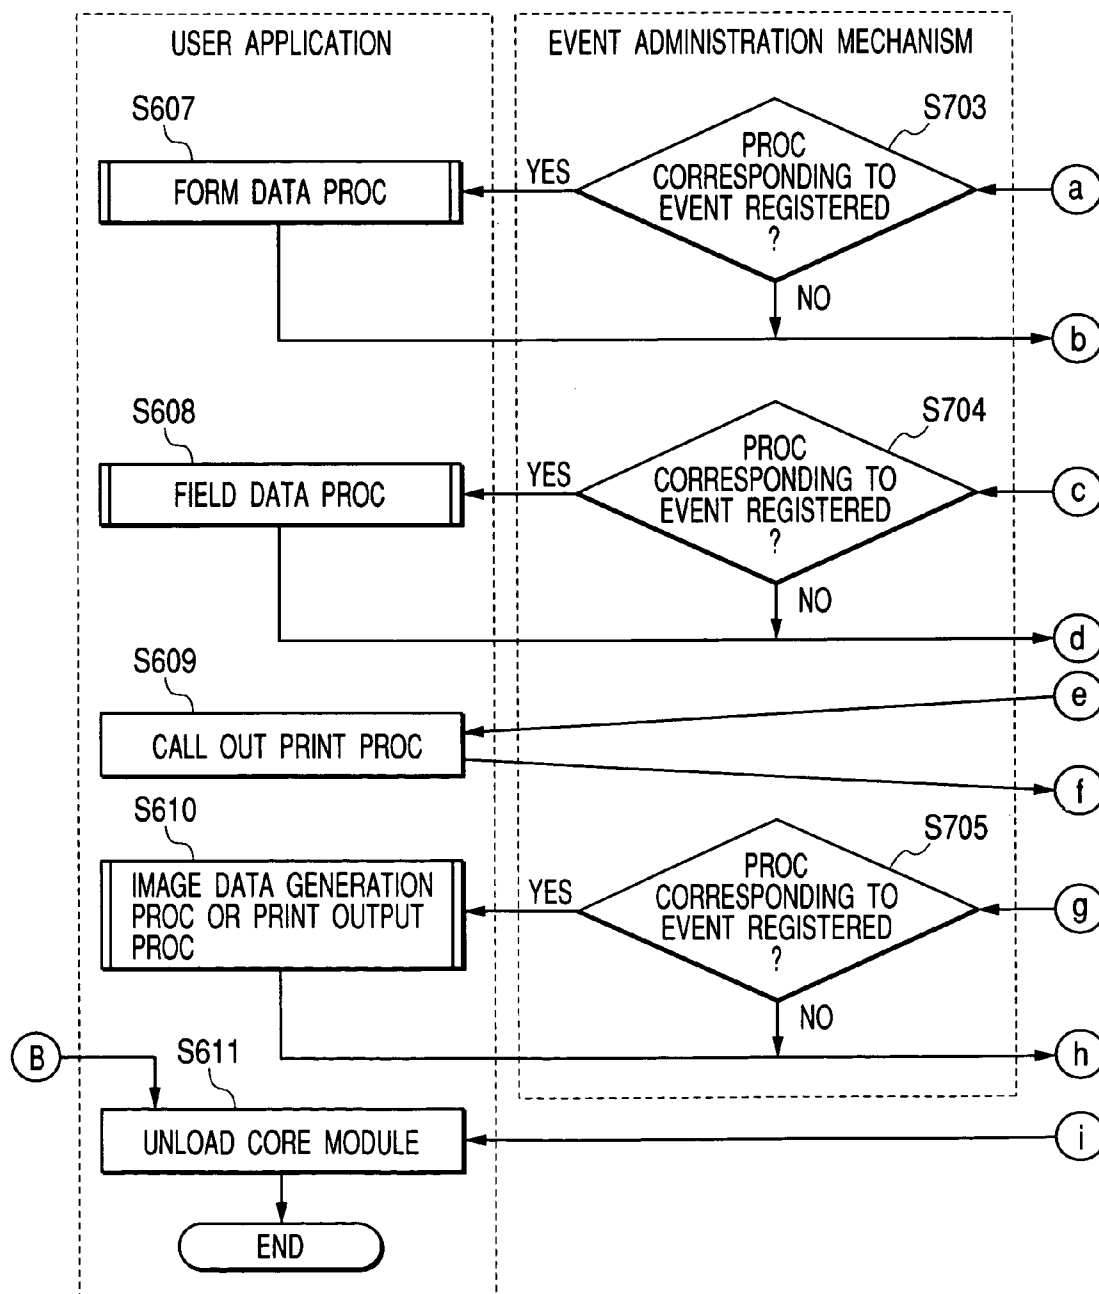 USER APPLICATION
EVENT ADMINISTRATION MECHANISM
S607
FORM DATA PROC
YES
S703
PROC
CORRESPONDING TO
EVENT REGISTERED
?
a
NO
b
S608
FIELD DATA PROC
YES
S704
PROC
CORRESPONDING TO
EVENT REGISTERED
?
c
NO
d
S609
CALL OUT PRINT PROC
e
f
S610
IMAGE DATA GENERATION
PROC OR PRINT OUTPUT
PROC
YES
S705
PROC
CORRESPONDING TO
EVENT REGISTERED
?
g
NO
h
B
S611
UNLOAD CORE MODULE
i
END